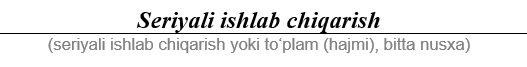 Seriyali ishlab chiqarish
(seriyali ishlab chiqarish yoki to‘plam (hajmi), bitta nusxa)